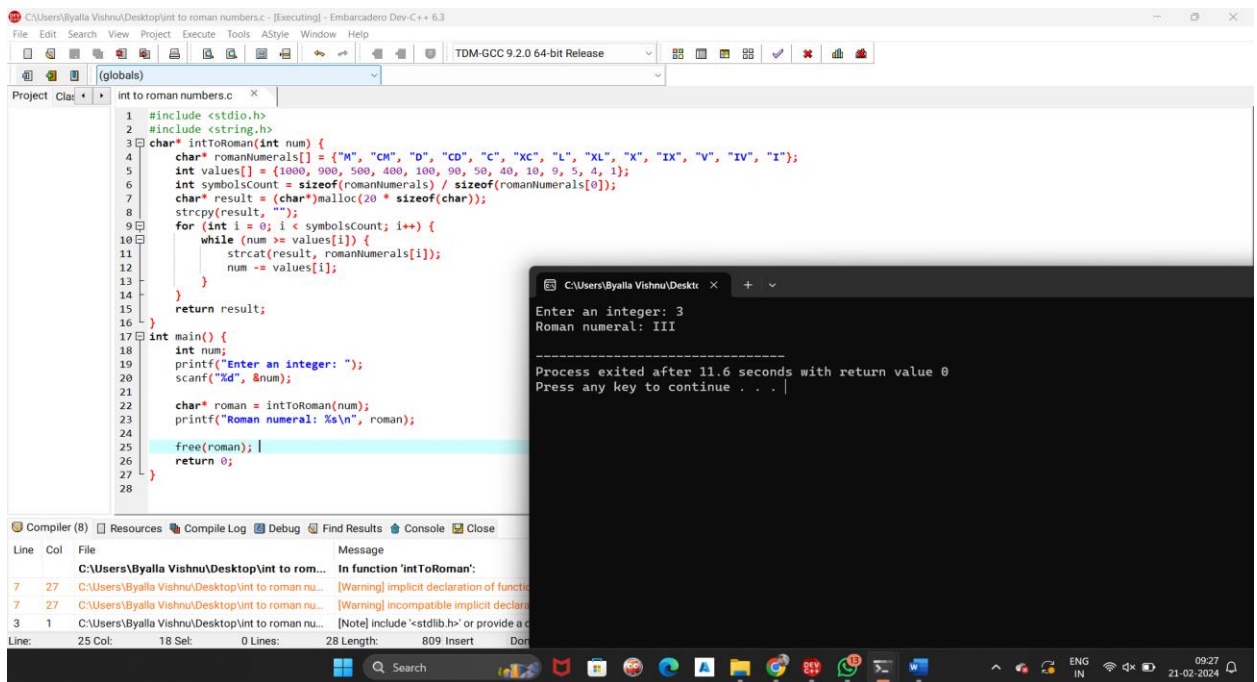 C:\Users\Byalla Vishnu\Desktop\int to roman numbers.c - [Executing] - Embarcadero Dev-C++ 6.3
File Edit Search View Project Execute Tools AStyle Window Help
TDM-GCC 9.2.0 64-bit Release
(globals)
Project Clas int to roman numbers.c
1 #include <stdio.h>
2 #include <string.h>
3 char* intToRoman(int num) {
4 char* romanNumerals[] = {"M", "CM", "D", "CD", "C", "XC", "L", "XL", "X", "IX", "V", "IV", "I"};
5 int values[] = {1000, 900, 500, 400, 100, 90, 50, 40, 10, 9, 5, 4, 1};
6 int symbolsCount = sizeof(romanNumerals) / sizeof(romanNumerals[0]);
7 char* result = (char*)malloc(20 * sizeof(char));
8 strcpy(result, "");
9 for (int i = 0; i < symbolsCount; i++) {
10 while (num >= values[i]) {
11 strcat(result, romanNumerals[i]);
12 num -= values[i];
13 }
14 }
15 return result;
16 }
17 int main() {
18 int num;
19 printf("Enter an integer: ");
20 scanf("%d", &num);
21
22 char* roman = intToRoman(num);
23 printf("Roman numeral: %s\n", roman);
24
25 free(roman);
26 return 0;
27 }
28
C:\Users\Byalla Vishnu\Deskto
Enter an integer: 3
Roman numeral: III
--------------------------------
Process exited after 11.6 seconds with return value 0
Press any key to continue . . .
Compiler (8) Resources Compile Log Debug Find Results Console Close
Line Col File Message
C:\Users\Byalla Vishnu\Desktop\int to rom... In function 'intToRoman':
7 27 C:\Users\Byalla Vishnu\Desktop\int to roman nu... [Warning] implicit declaration of functio
7 27 C:\Users\Byalla Vishnu\Desktop\int to roman nu... [Warning] incompatible implicit declara
3 1 C:\Users\Byalla Vishnu\Desktop\int to roman nu... [Note] include '<stdlib.h>' or provide a d
Line: 25 Col: 18 Sel: 0 Lines: 28 Length: 809 Insert Don
Search
DEV C++
13
ENG
IN
09:27
21-02-2024